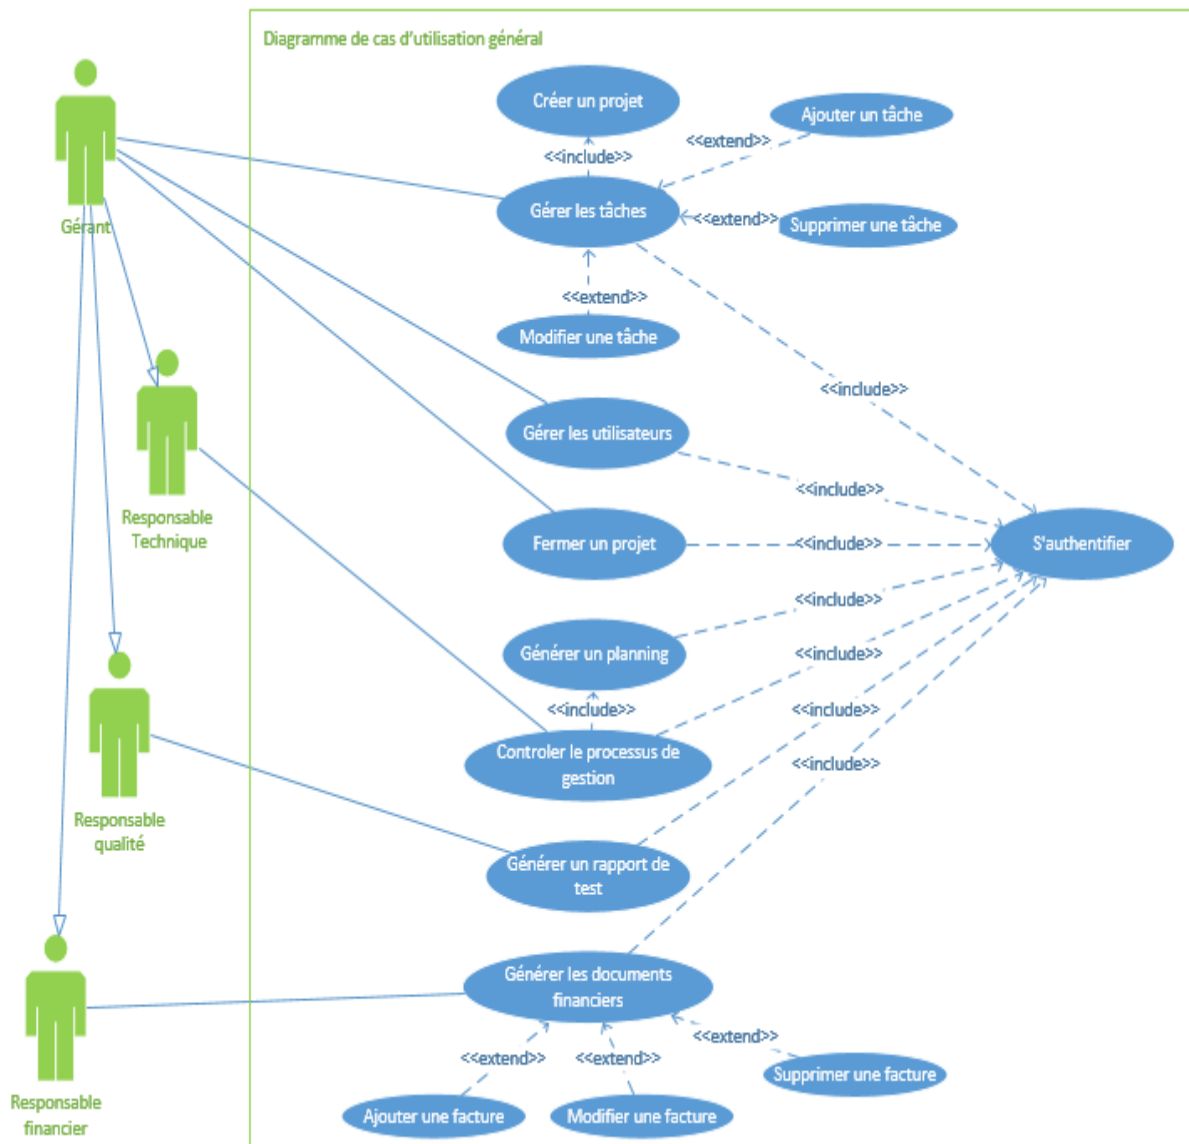 Diagramme de cas d'utilisation général
Créer un projet
Ajouter un tâche
<<extend>>
<<include>>
Gérer les tâches
<<extend>>
Supprimer une tâche
Gérant
<<extend>>
Modifier une tâche
<<include>>
Gérer les utilisateurs
<<include>>
Responsable
Technique
Fermer un projet
<<include>>
S'authentifier
<<include>>
Générer un planning
<<include>>
<<include>>
<<include>>
Controler le processus de
gestion
<<include>>
Responsable
qualité
Générer un rapport de
test
Générer les documents
financiers
<<extend>>
<<extend>>
<<extend>>
Supprimer une facture
Responsable
financier
Ajouter une facture
Modifier une facture